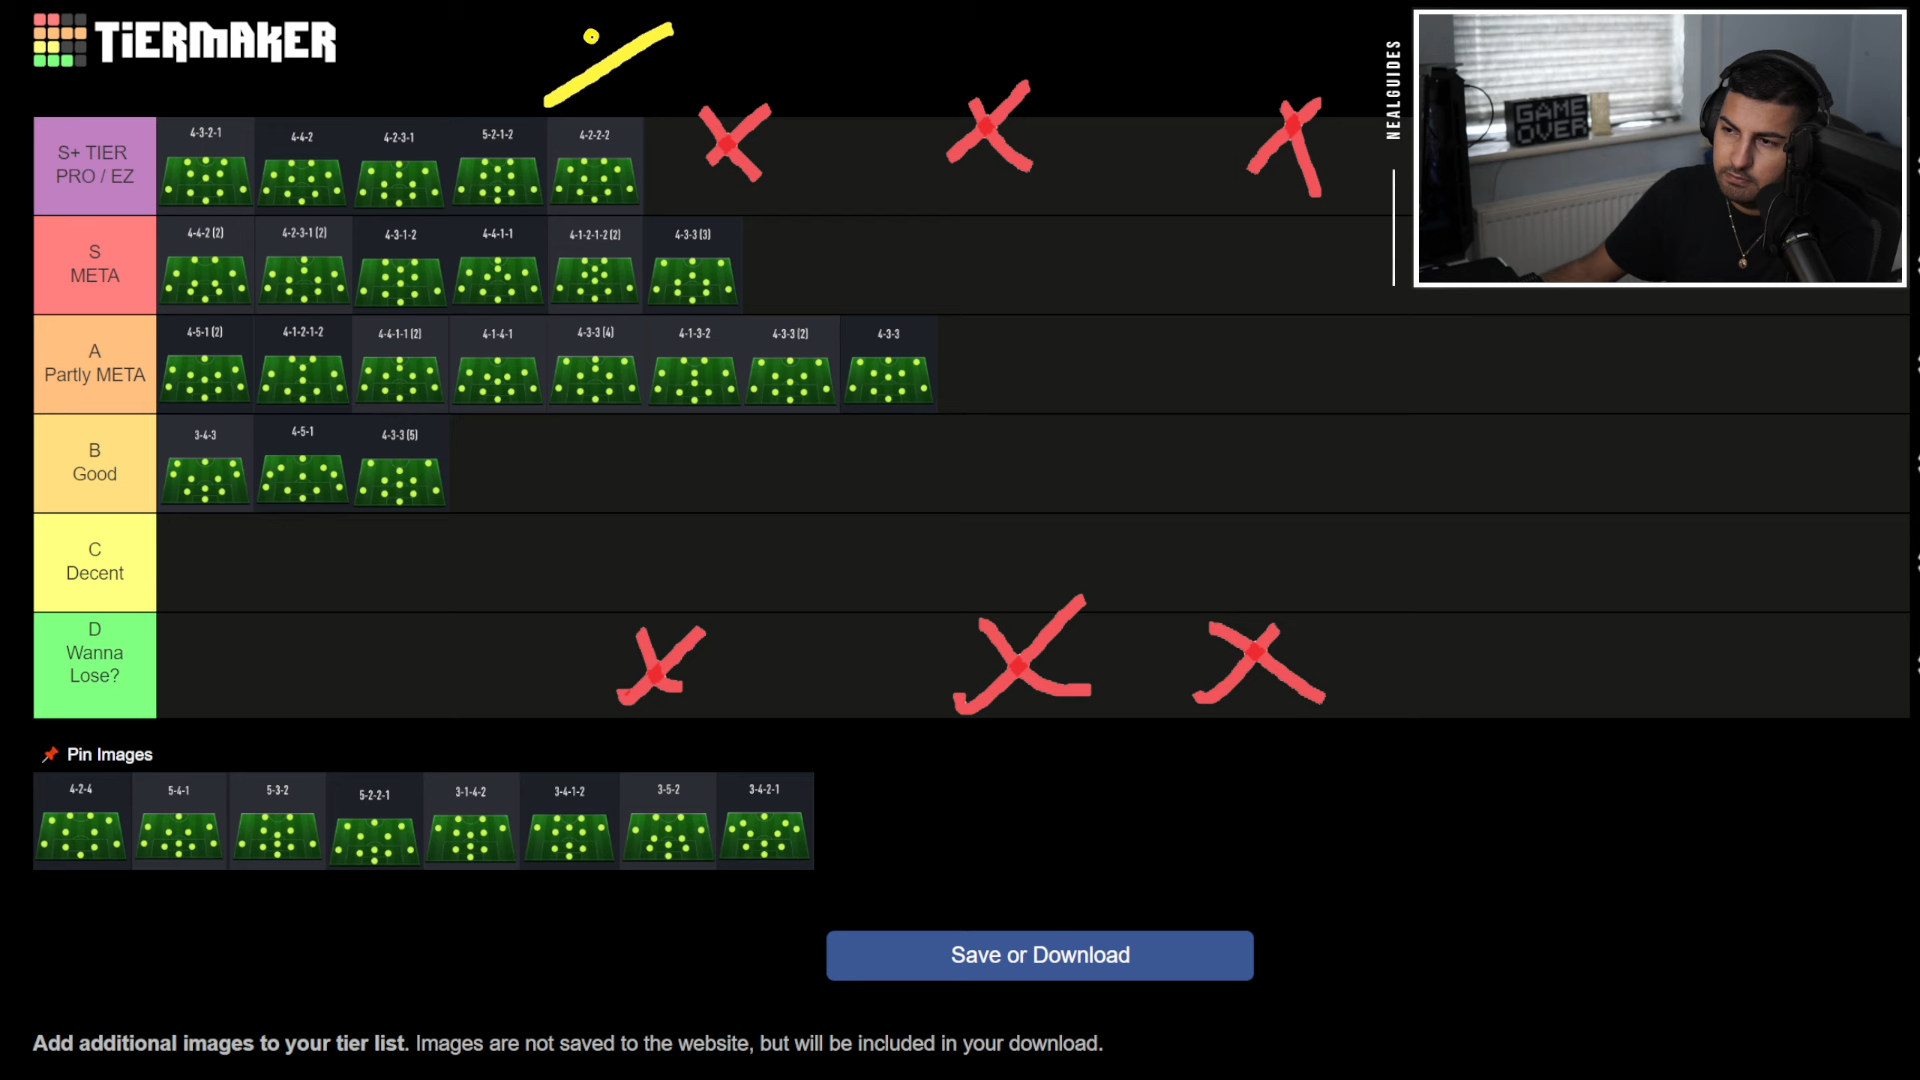 TiERMAKER
NEALGUIDES
GAME
OVER
S+ TIER
PRO / EZ
4-3-2-1
4-4-2
4-2-3-1
5-2-1-2
4-2-2-2
S
META
4-4-2 (2)
4-2-3-1 (2)
4-3-1-2
4-4-1-1
4-1-2-1-2 (2)
4-3-3 (3)
A
Partly META
4-5-1 (2)
4-1-2-1-2
4-4-1-1 (2)
4-1-4-1
4-3-3 (4)
4-1-3-2
4-3-3 (2)
4-3-3
B
Good
3-4-3
4-5-1
4-3-3 (5)
C
Decent
D
Wanna
Lose?
Pin Images
4-2-4
5-4-1
5-3-2
5-2-2-1
3-1-4-2
3-4-1-2
3-5-2
3-4-2-1
Save or Download
Add additional images to your tier list. Images are not saved to the website, but will be included in your download.